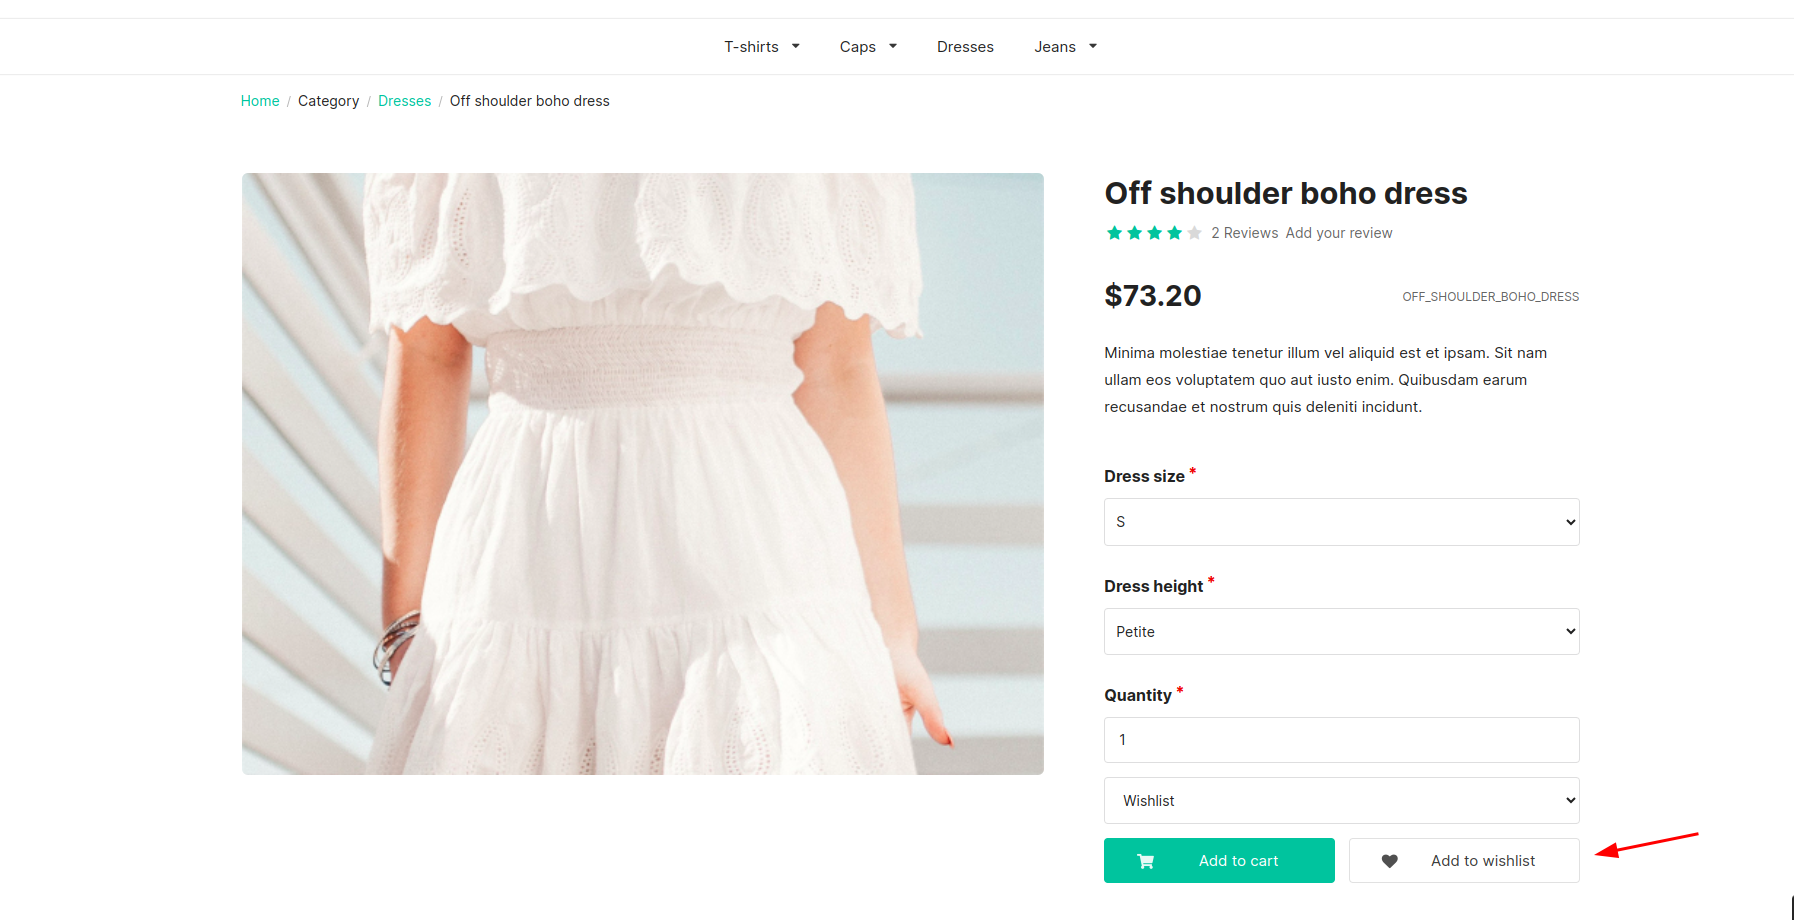 T-shirts Caps Dresses Jeans
Home / Category / Dresses / Off shoulder boho dress
Off shoulder boho dress
2 Reviews Add your review
$73.20 OFF_SHOULDER_BOHO_DRESS
Minima molestiae tenetur illum vel aliquid est et ipsam. Sit nam
ullam eos voluptatem quo aut iusto enim. Quibusdam earum
recusandae et nostrum quis deleniti incidunt.
Dress size *
S
Dress height *
Petite
Quantity *
1
Wishlist
Add to cart Add to wishlist